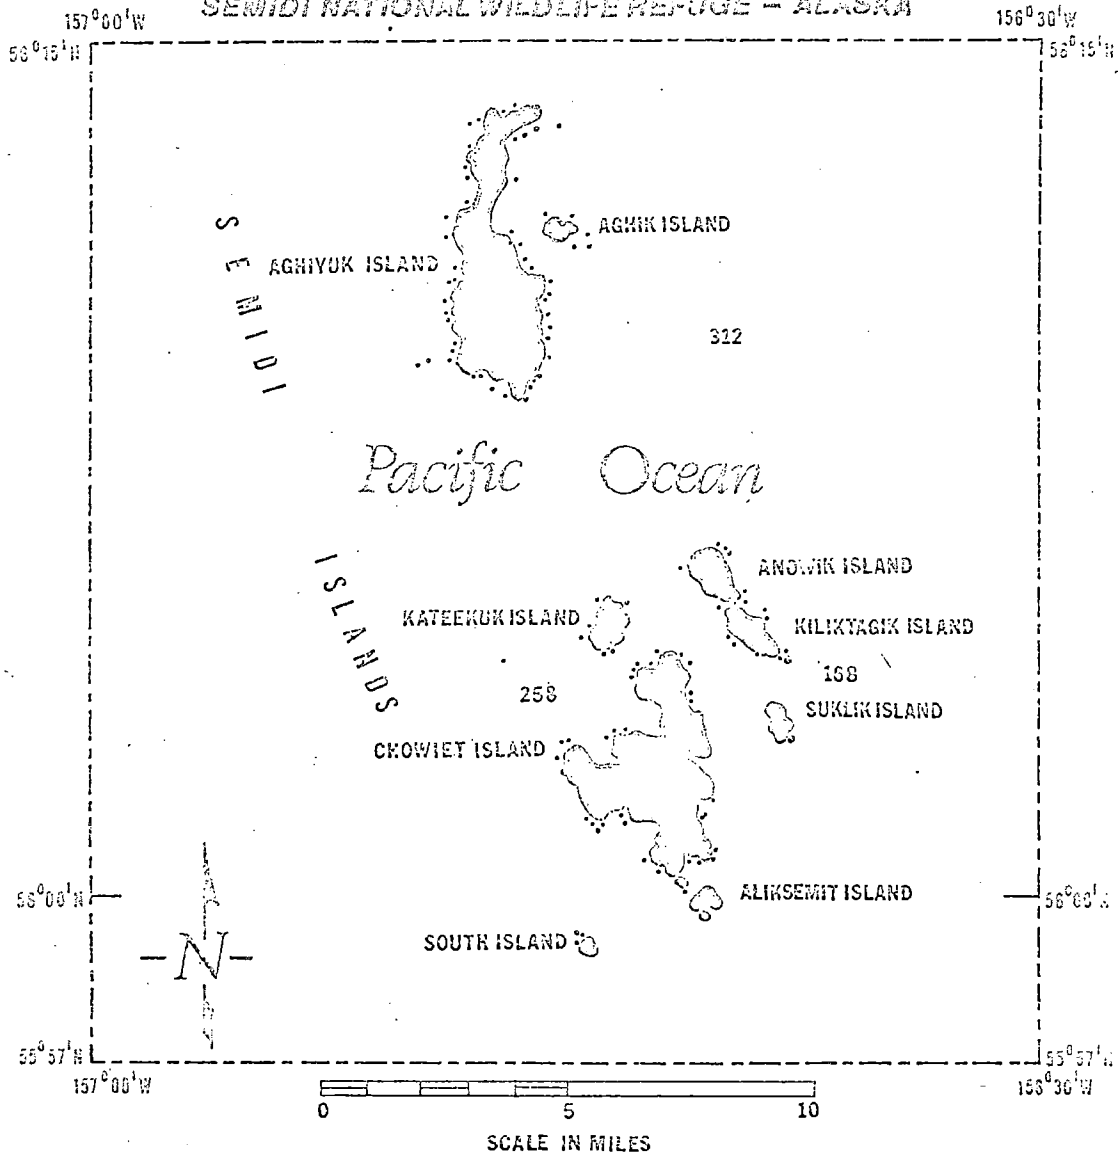 SEMIDI NATIONAL WILDLIFE REFUGE - ALASKA
157°00'W 156°30'W
56°15'N 56°15'N
SEMIDI
AGHIK ISLAND
AGHIYUK ISLAND
312
Pacific Ocean
ISLANDS
ANOWIK ISLAND
KATEEKUK ISLAND
KILIKTAGIK ISLAND
168
258
SUKLIK ISLAND
CHOWIET ISLAND
56°00'N 56°00'N
ALIKSEMIT ISLAND
SOUTH ISLAND
N
55°57'N 55°57'N
157°00'W 156°30'W
0 5 10
SCALE IN MILES